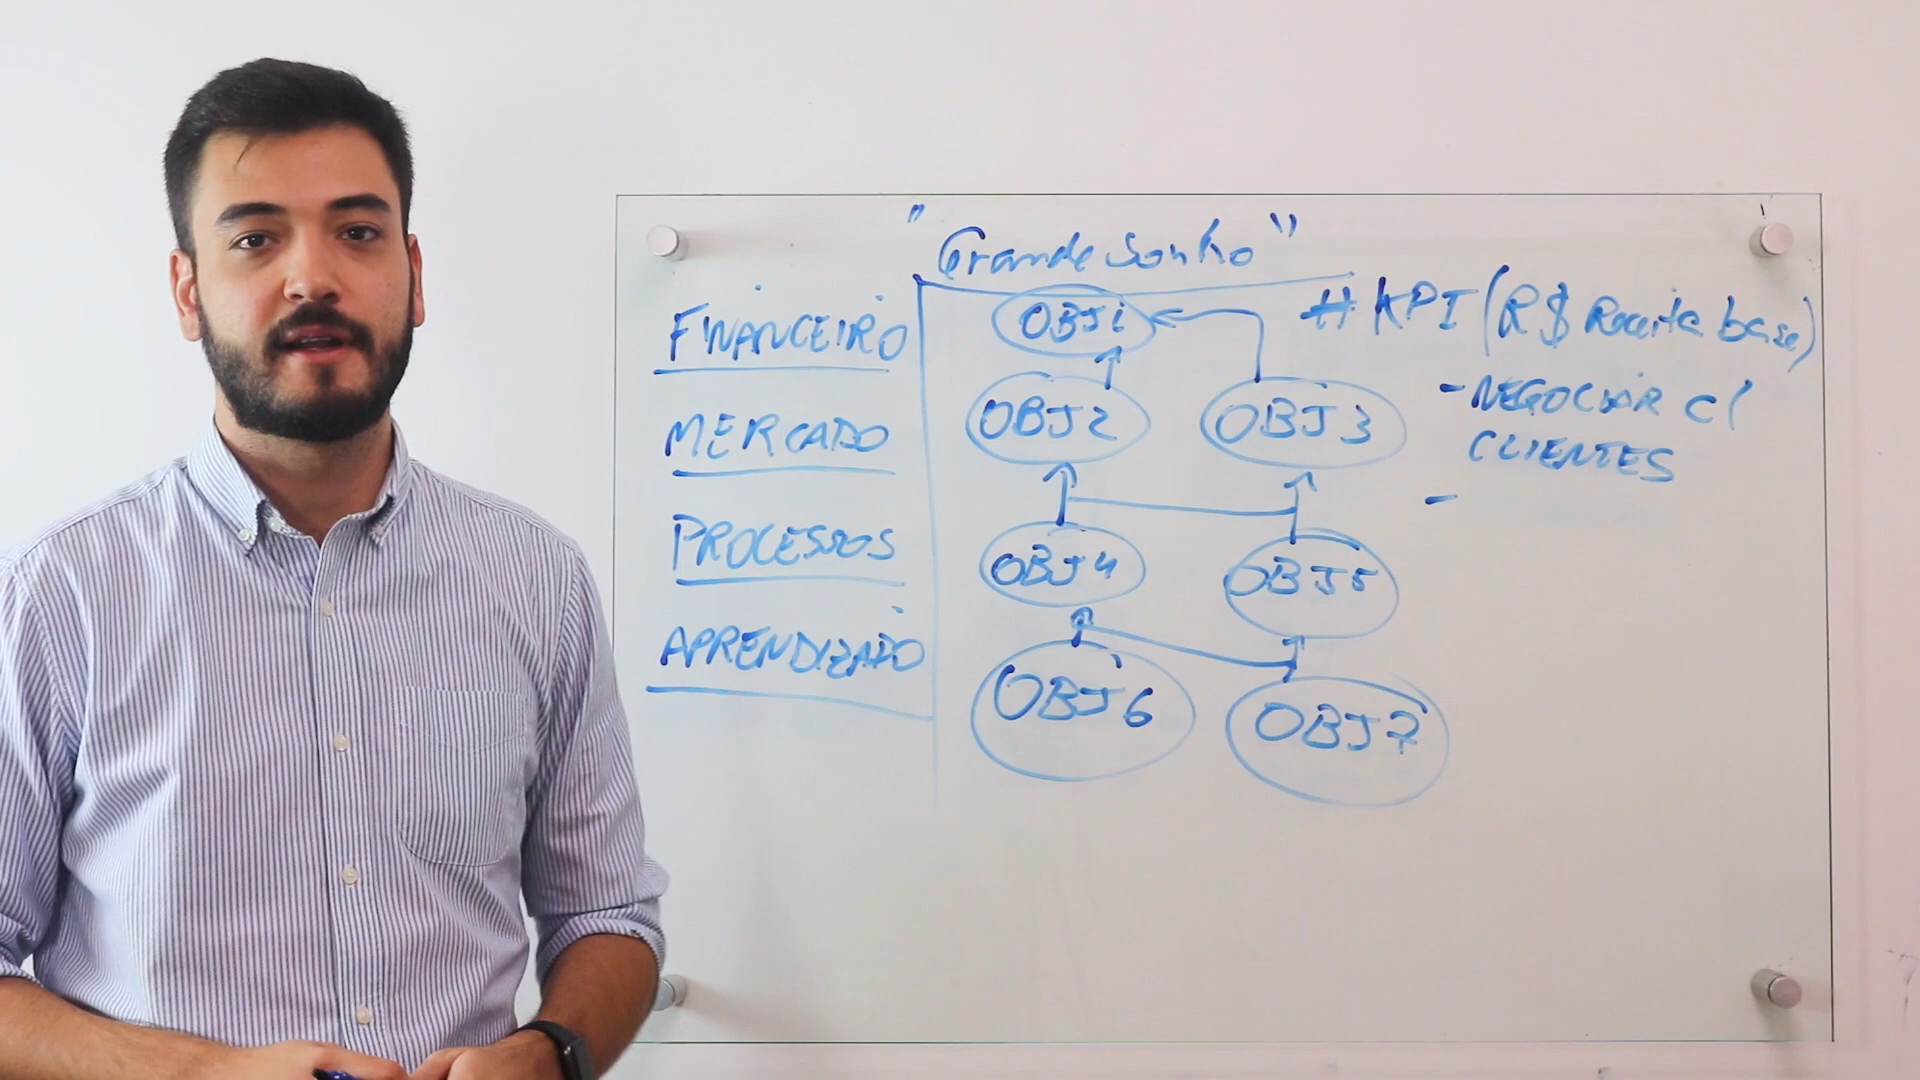 "Grande Sonho"
FINANCEIRO
OBJ1
# KPI (R$ Receita base)
- NEGOCIAR C/
CLIENTES
-
MERCADO
OBJ2
OBJ3
PROCESSOS
OBJ4
OBJ5
APRENDIZADO
OBJ6
OBJ7